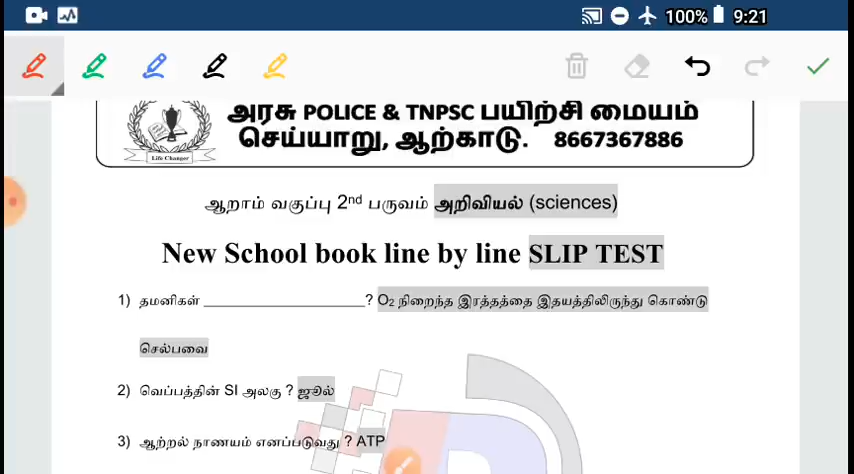 100% 9:21
அரசு POLICE & TNPSC பயிற்சி மையம்
செய்யாறு, ஆற்காடு. 8667367886
Life Changer
ஆறாம் வகுப்பு 2nd பருவம் அறிவியல் (sciences)
New School book line by line SLIP TEST
1) தமனிகள் ____________________? O2 நிறைந்த இரத்தத்தை இதயத்திலிருந்து கொண்டு
செல்பவை
2) வெப்பத்தின் SI அலகு ? ஜூல்
3) ஆற்றல் நாணயம் எனப்படுவது ? ATP